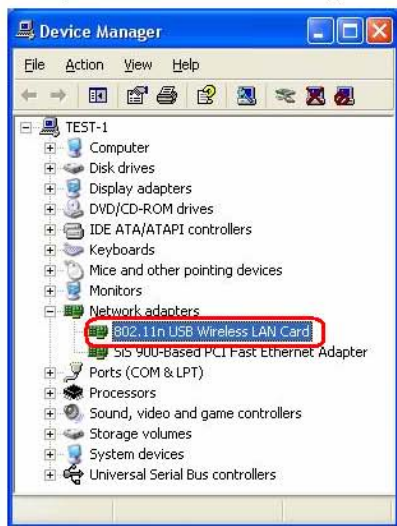 Device Manager
File Action View Help
TEST-1
Computer
Disk drives
Display adapters
DVD/CD-ROM drives
IDE ATA/ATAPI controllers
Keyboards
Mice and other pointing devices
Monitors
Network adapters
802.11n USB Wireless LAN Card
SiS 900-Based PCI Fast Ethernet Adapter
Ports (COM & LPT)
Processors
Sound, video and game controllers
Storage volumes
System devices
Universal Serial Bus controllers